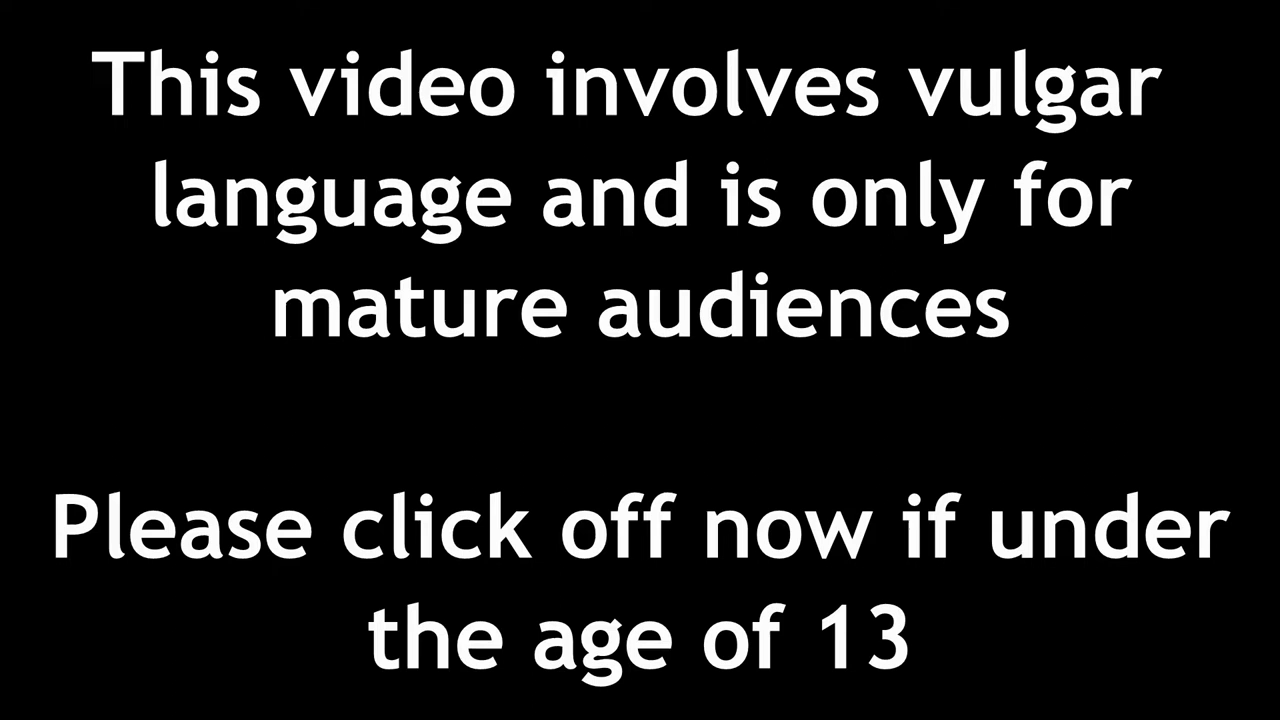 This video involves vulgar
language and is only for
mature audiences
Please click off now if under
the age of 13